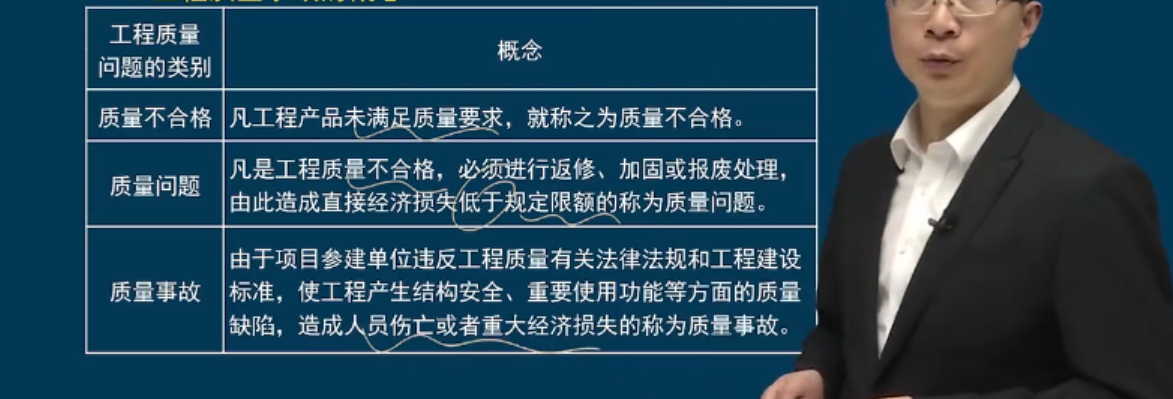 工程质量
问题的类别
概念
质量不合格
凡工程产品未满足质量要求，就称之为质量不合格。
质量问题
凡是工程质量不合格，必须进行返修、加固或报废处理，
由此造成直接经济损失低于规定限额的称为质量问题。
质量事故
由于项目参建单位违反工程质量有关法律法规和工程建设
标准，使工程产生结构安全、重要使用功能等方面的质量
缺陷，造成人员伤亡或者重大经济损失的称为质量事故。